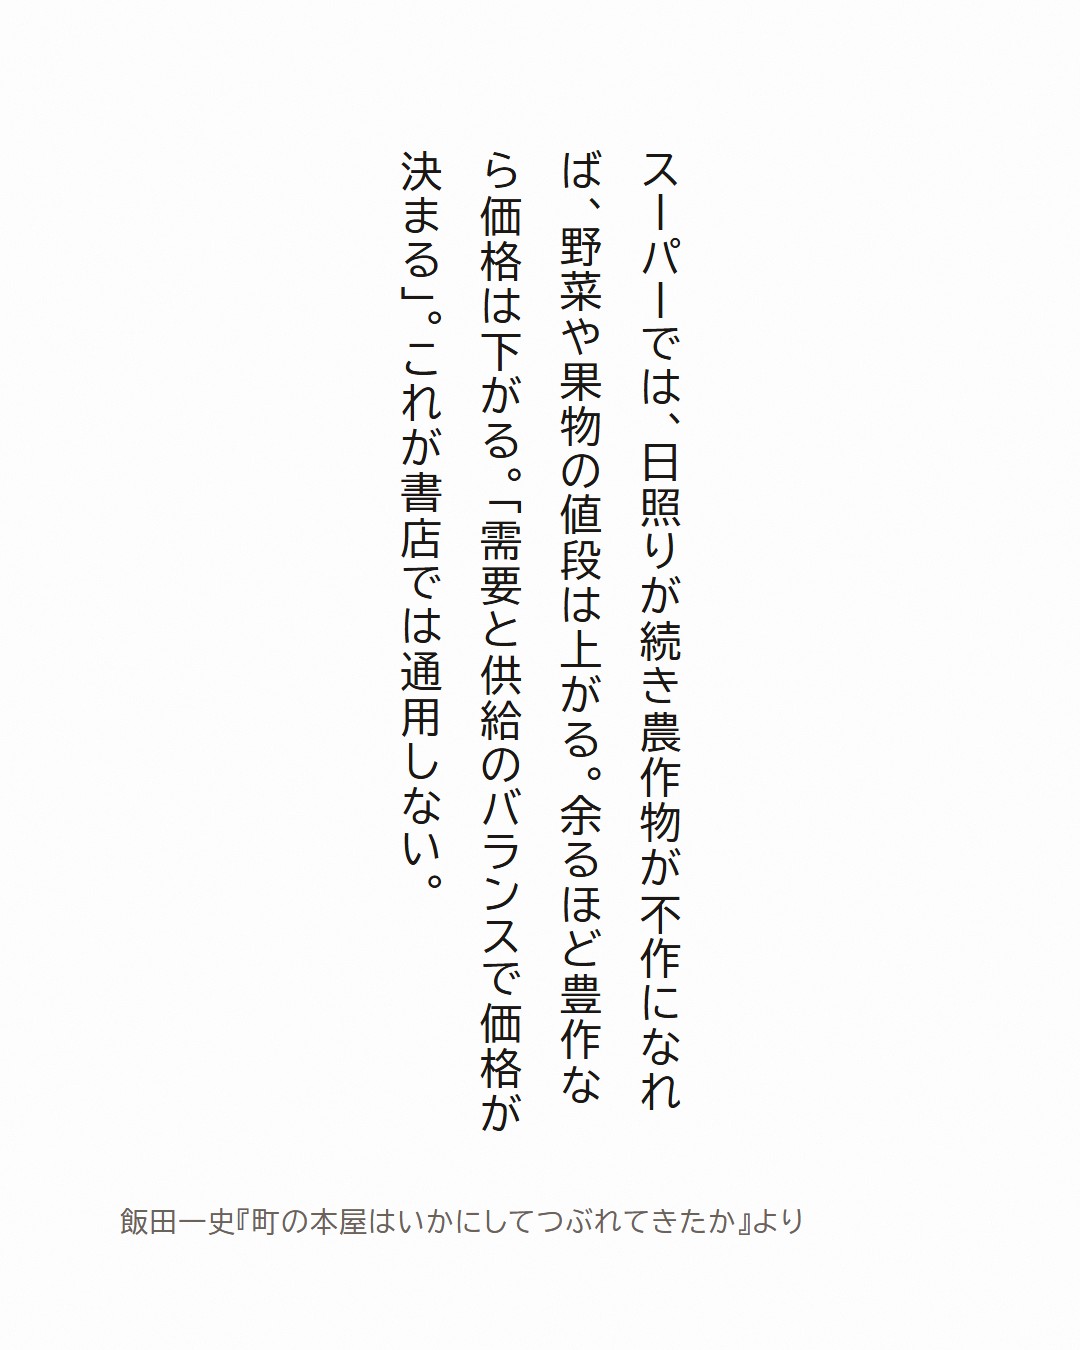 スーパーでは、日照りが続き農作物が不作になれ
ば、野菜や果物の値段は上がる。余るほど豊作な
ら価格は下がる。「需要と供給のバランスで価格が
決まる」。これが書店では通用しない。
飯田一史『町の本屋はいかにしてつぶれてきたか』より